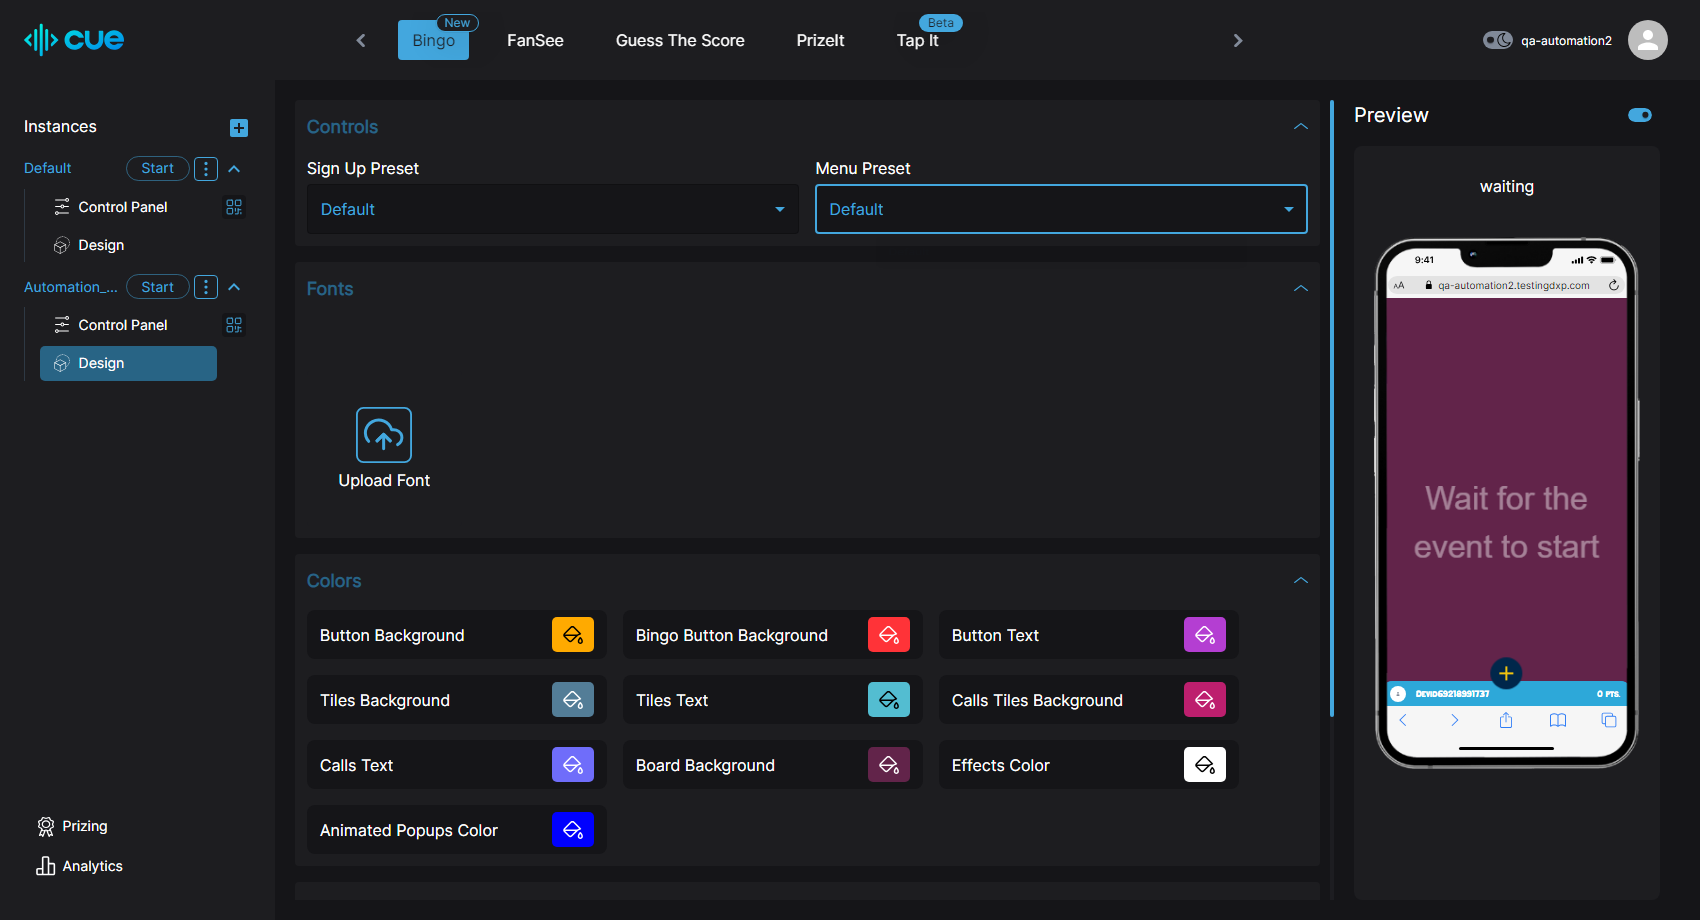 cue
Bingo
New
FanSee
Guess The Score
PrizeIt
Tap It
Beta
qa-automation2
Instances
Default
Start
Control Panel
Design
Automation_...
Start
Control Panel
Design
Prizing
Analytics
Controls
Sign Up Preset
Default
Menu Preset
Default
Fonts
Upload Font
Colors
Button Background
Bingo Button Background
Button Text
Tiles Background
Tiles Text
Calls Tiles Background
Calls Text
Board Background
Effects Color
Animated Popups Color
Preview
waiting
9:41
AA
qa-automation2.testingdxp.com
Wait for the
event to start
0 PTS.